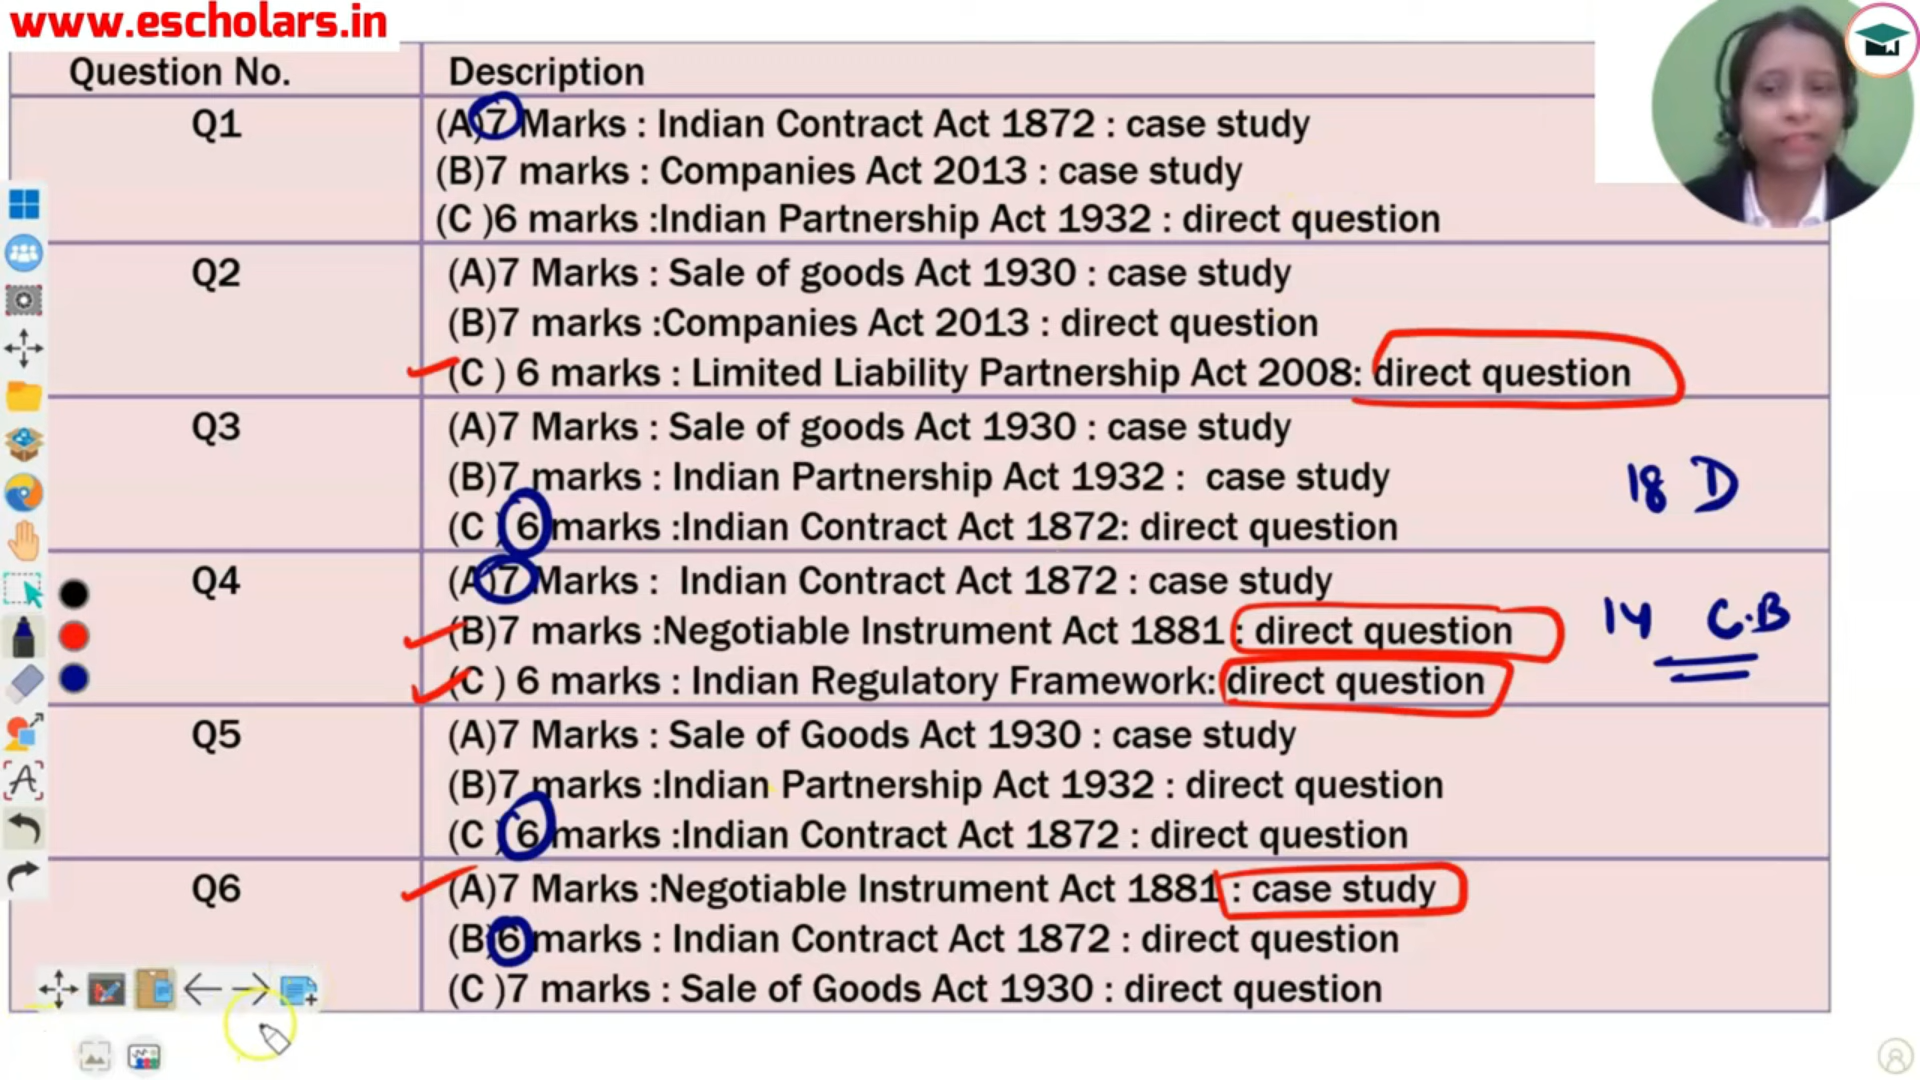 www.escholars.in
Question No. Description
Q1 (A)7 Marks : Indian Contract Act 1872 : case study
(B)7 marks : Companies Act 2013 : case study
(C )6 marks :Indian Partnership Act 1932 : direct question
Q2 (A)7 Marks : Sale of goods Act 1930 : case study
(B)7 marks :Companies Act 2013 : direct question
(C ) 6 marks : Limited Liability Partnership Act 2008: direct question
Q3 (A)7 Marks : Sale of goods Act 1930 : case study
(B)7 marks : Indian Partnership Act 1932 : case study
18 D
(C ) 6 marks :Indian Contract Act 1872: direct question
Q4 (A)7 Marks : Indian Contract Act 1872 : case study
(B)7 marks :Negotiable Instrument Act 1881 : direct question
14 C.B
(C ) 6 marks : Indian Regulatory Framework: direct question
Q5 (A)7 Marks : Sale of Goods Act 1930 : case study
(B)7 marks :Indian Partnership Act 1932 : direct question
(C ) 6 marks :Indian Contract Act 1872 : direct question
Q6 (A)7 Marks :Negotiable Instrument Act 1881 : case study
(B)6 marks : Indian Contract Act 1872 : direct question
(C )7 marks : Sale of Goods Act 1930 : direct question